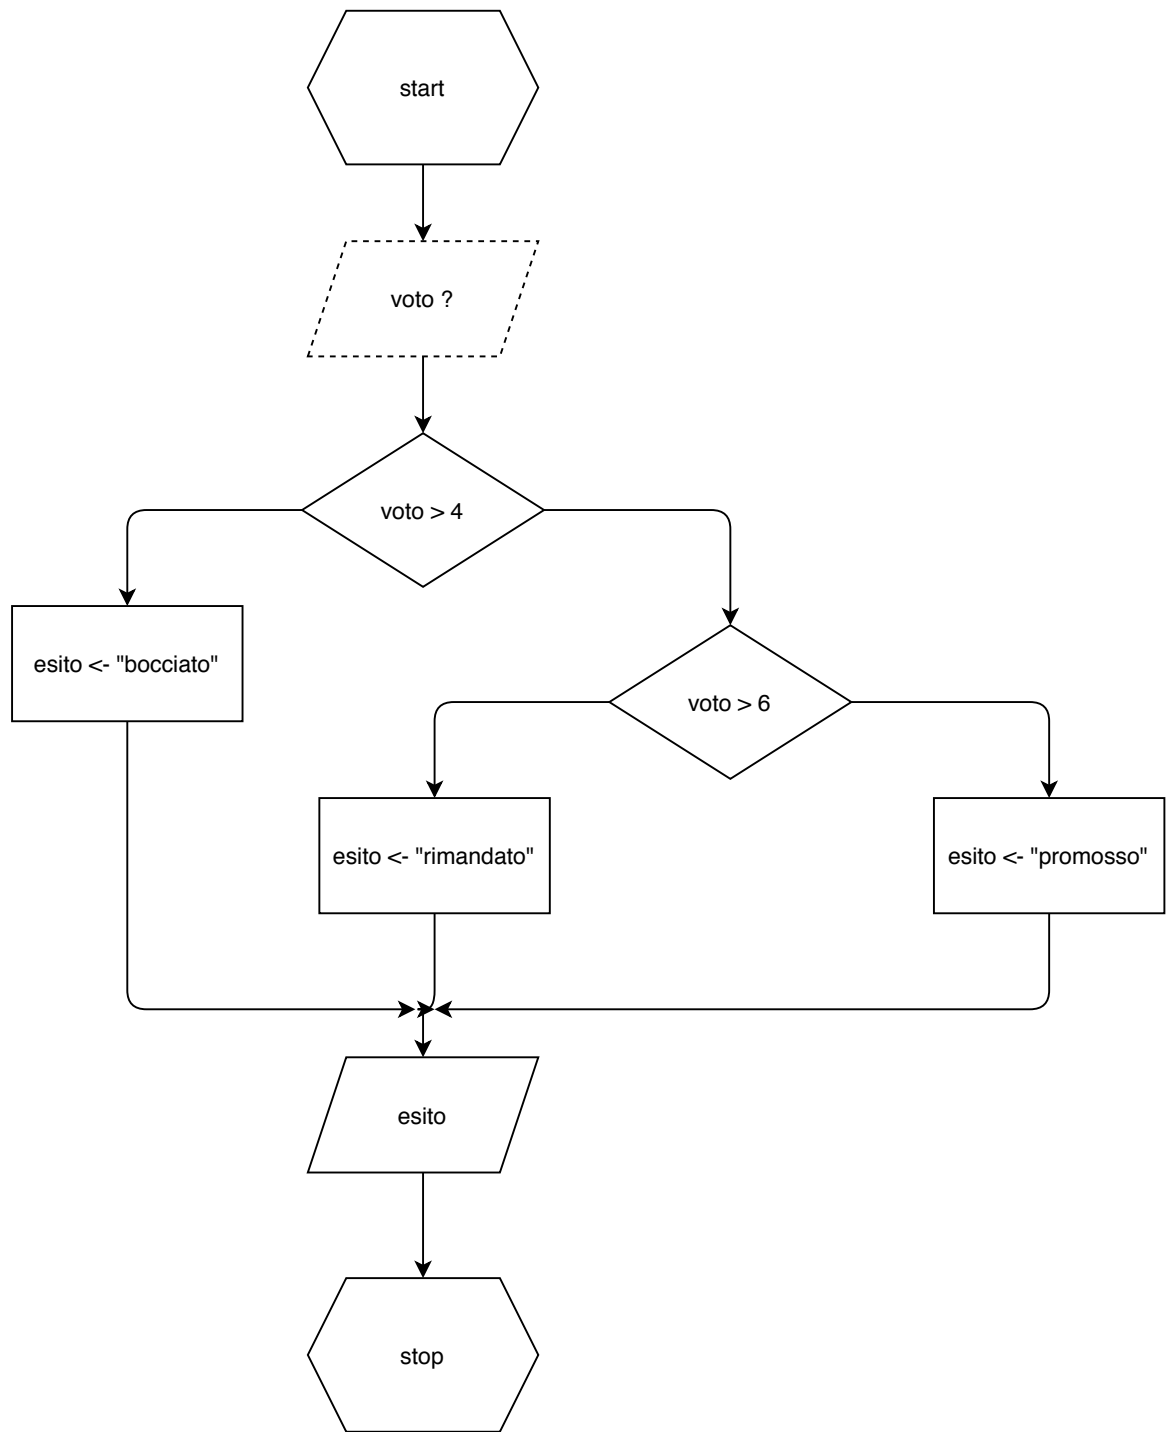 start
voto ?
voto > 4
esito <- "bocciato"
voto > 6
esito <- "rimandato"
esito <- "promosso"
esito
stop